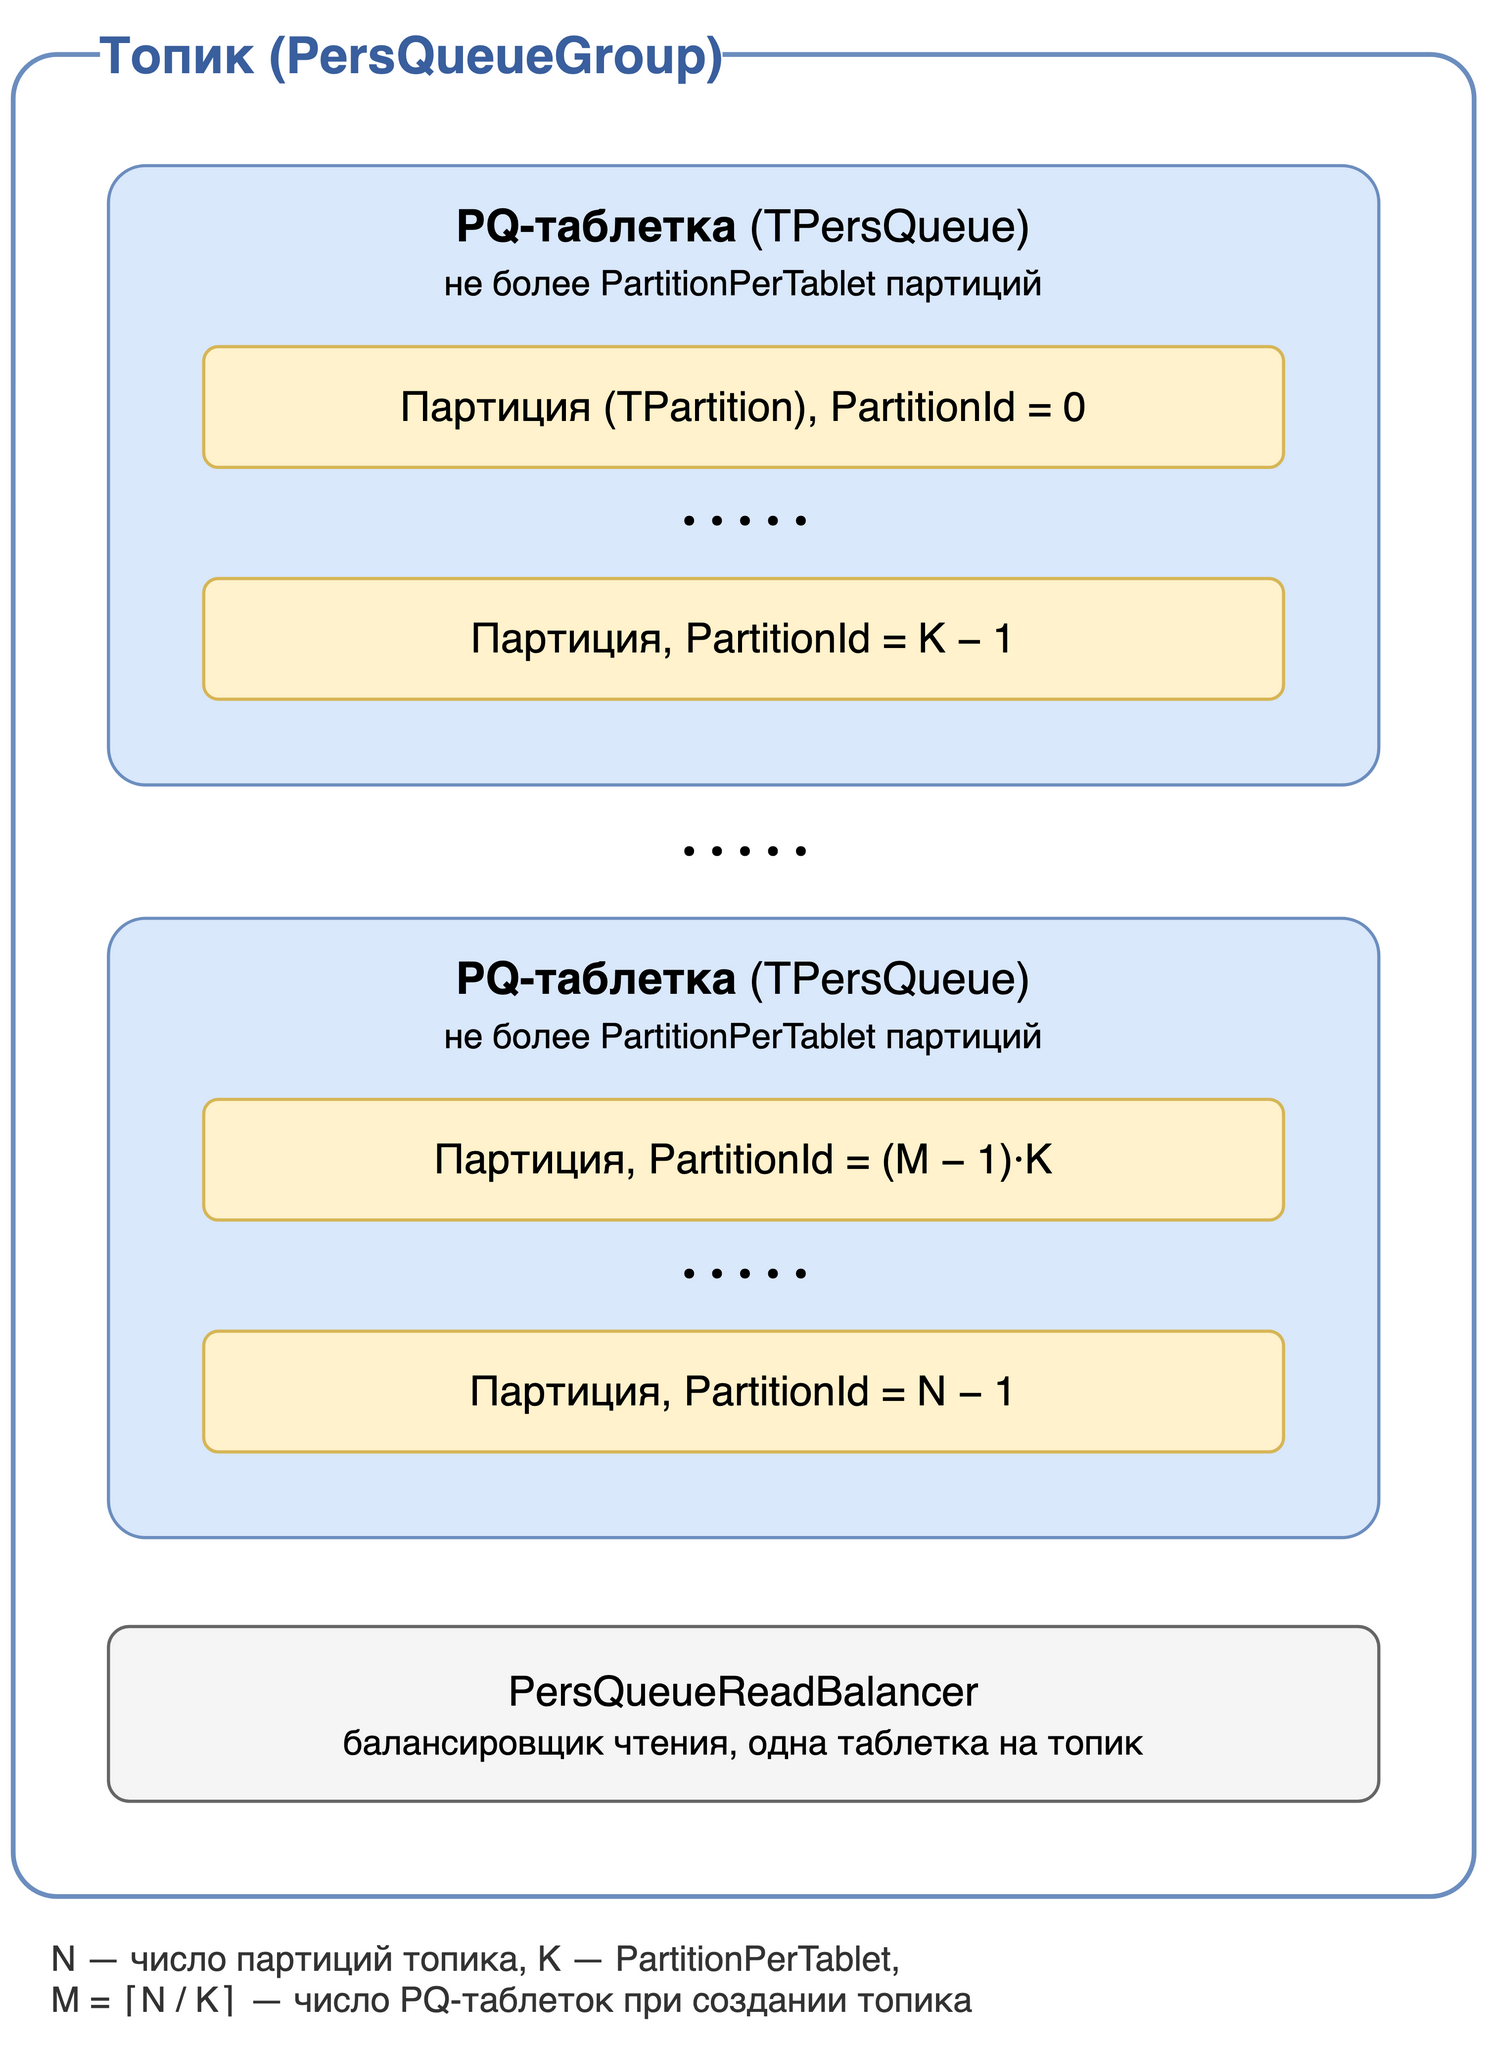 Топик (PersQueueGroup)
PQ-таблетка (TPersQueue)
не более PartitionPerTablet партиций
Партиция (TPartition), PartitionId = 0
• • • • •
Партиция, PartitionId = K – 1
• • • • •
PQ-таблетка (TPersQueue)
не более PartitionPerTablet партиций
Партиция, PartitionId = (M – 1)·K
• • • • •
Партиция, PartitionId = N – 1
PersQueueReadBalancer
балансировщик чтения, одна таблетка на топик
N — число партиций топика, K — PartitionPerTablet,
M = ⌈N / K⌉ — число PQ-таблеток при создании топика